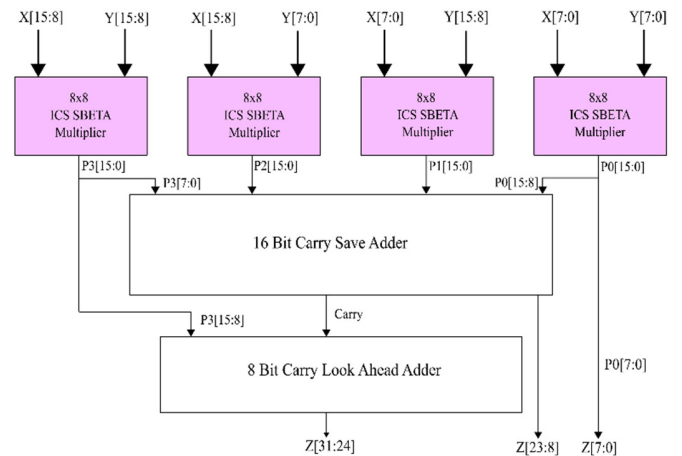 X[15:8] Y[15:8] X[15:8] Y[7:0] X[7:0] Y[15:8] X[7:0] Y[7:0]
8x8
ICS SBETA
Multiplier
8x8
ICS SBETA
Multiplier
8x8
ICS SBETA
Multiplier
8x8
ICS SBETA
Multiplier
P3[15:0] P2[15:0] P1[15:0] P0[15:0]
P3[7:0] P0[15:8]
16 Bit Carry Save Adder
P3[15:8] Carry
8 Bit Carry Look Ahead Adder
P0[7:0]
Z[31:24] Z[23:8] Z[7:0]